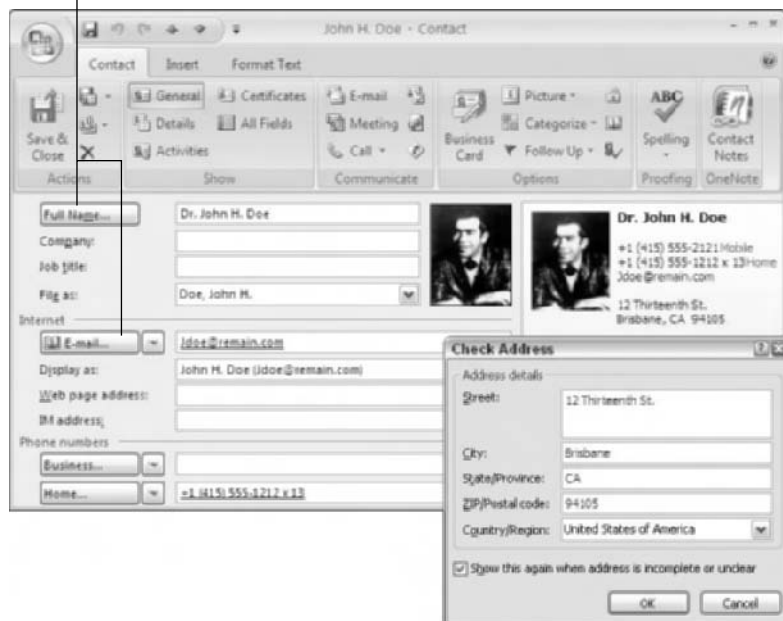 John H. Doe - Contact
Contact Insert Format Text
Save & Close
General Certificates
Details All Fields
Activities
E-mail
Meeting
Call
Business Card
Picture
Categorize
Follow Up
ABC
Spelling
Contact Notes
Actions Show Communicate Options Proofing OneNote
Full Name... Dr. John H. Doe
Company:
Job title:
File as: Doe, John H.
Internet
E-mail... Jdoe@remain.com
Display as: John H. Doe (Jdoe@remain.com)
Web page address:
IM address:
Phone numbers
Business...
Home... +1 (415) 555-1212 x 13
Dr. John H. Doe
+1 (415) 555-2121 Mobile
+1 (415) 555-1212 x 13 Home
Jdoe@remain.com
12 Thirteenth St.
Brisbane, CA 94105
Check Address
Address details
Street: 12 Thirteenth St.
City: Brisbane
State/Province: CA
ZIP/Postal code: 94105
Country/Region: United States of America
Show this again when address is incomplete or unclear
OK Cancel